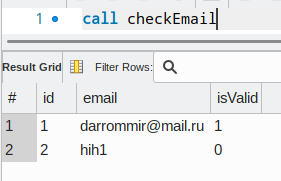 1 call checkEmail
Result Grid Filter Rows:
# id email isValid
1 1 darrommir@mail.ru 1
2 2 hih1 0